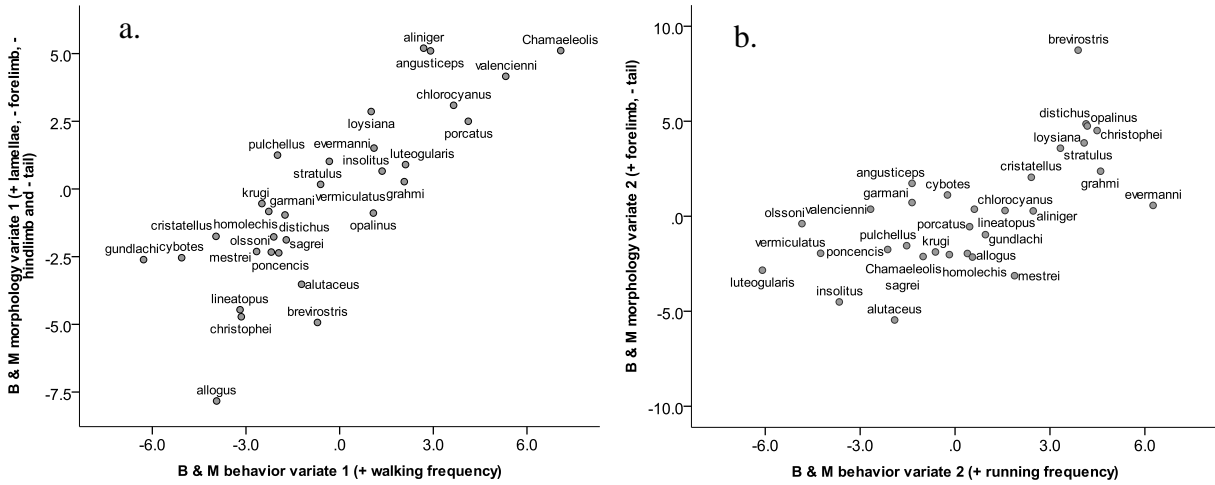 a.
B & M morphology variate 1 (+ lamellae, - forelimb, -
hindlimb and - tail)
5.0
2.5
.0
-2.5
-5.0
-7.5
aliniger
Chamaeleolis
angusticeps
valencienni
chlorocyanus
loysiana
porcatus
pulchellus
evermanni
insolitus
luteogularis
stratulus
krugi
garmani
vermiculatus
grahmi
cristatellus
homolechis
distichus
opalinus
gundlachi
cybotes
olssoni
sagrei
mestrei
poncencis
alutaceus
lineatopus
brevirostris
christophei
allogus
-6.0
-3.0
.0
3.0
6.0
B & M behavior variate 1 (+ walking frequency)
b.
B & M morphology variate 2 (+ forelimb, - tail)
10.0
5.0
.0
-5.0
-10.0
brevirostris
distichus
opalinus
christophei
loysiana
stratulus
angusticeps
cristatellus
grahmi
garmani
cybotes
evermanni
olssoni
valencienni
chlorocyanus
aliniger
porcatus
lineatopus
vermiculatus
pulchellus
gundlachi
poncencis
krugi
allogus
luteogularis
Chamaeleolis
homolechis
mestrei
insolitus
sagrei
alutaceus
-6.0
-3.0
.0
3.0
6.0
B & M behavior variate 2 (+ running frequency)